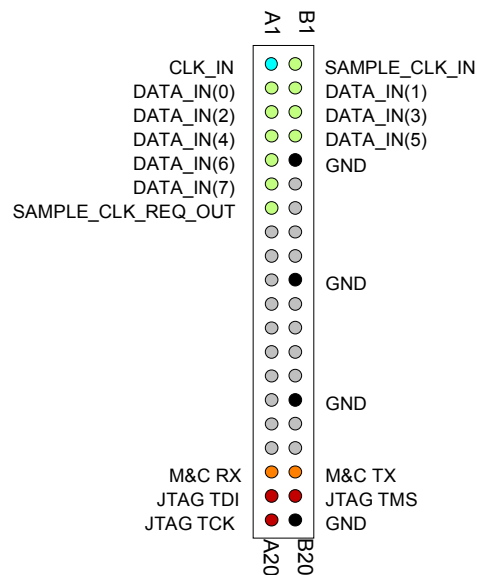 A1 B1
CLK_IN SAMPLE_CLK_IN
DATA_IN(0) DATA_IN(1)
DATA_IN(2) DATA_IN(3)
DATA_IN(4) DATA_IN(5)
DATA_IN(6) GND
DATA_IN(7)
SAMPLE_CLK_REQ_OUT
GND
GND
M&C RX M&C TX
JTAG TDI JTAG TMS
JTAG TCK GND
A20 B20